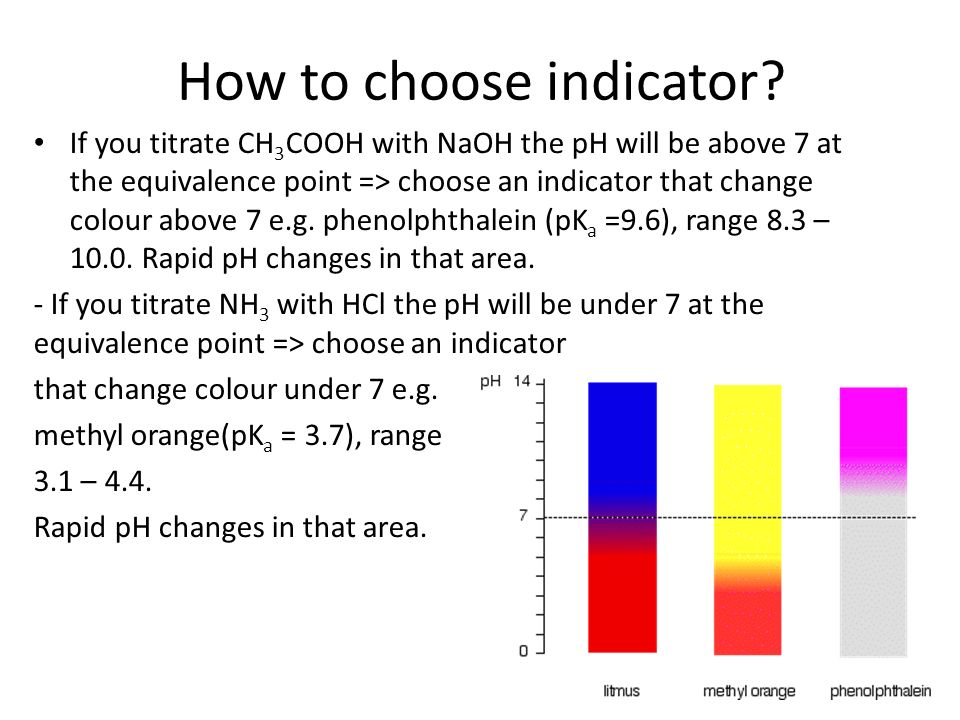 How to choose indicator?
• If you titrate CH₃COOH with NaOH the pH will be above 7 at
the equivalence point => choose an indicator that change
colour above 7 e.g. phenolphthalein (pKₐ =9.6), range 8.3 –
10.0. Rapid pH changes in that area.
- If you titrate NH₃ with HCl the pH will be under 7 at the
equivalence point => choose an indicator
that change colour under 7 e.g.
methyl orange(pKₐ = 3.7), range
3.1 – 4.4.
Rapid pH changes in that area.
pH 14
7
0
litmus methyl orange phenolphthalein